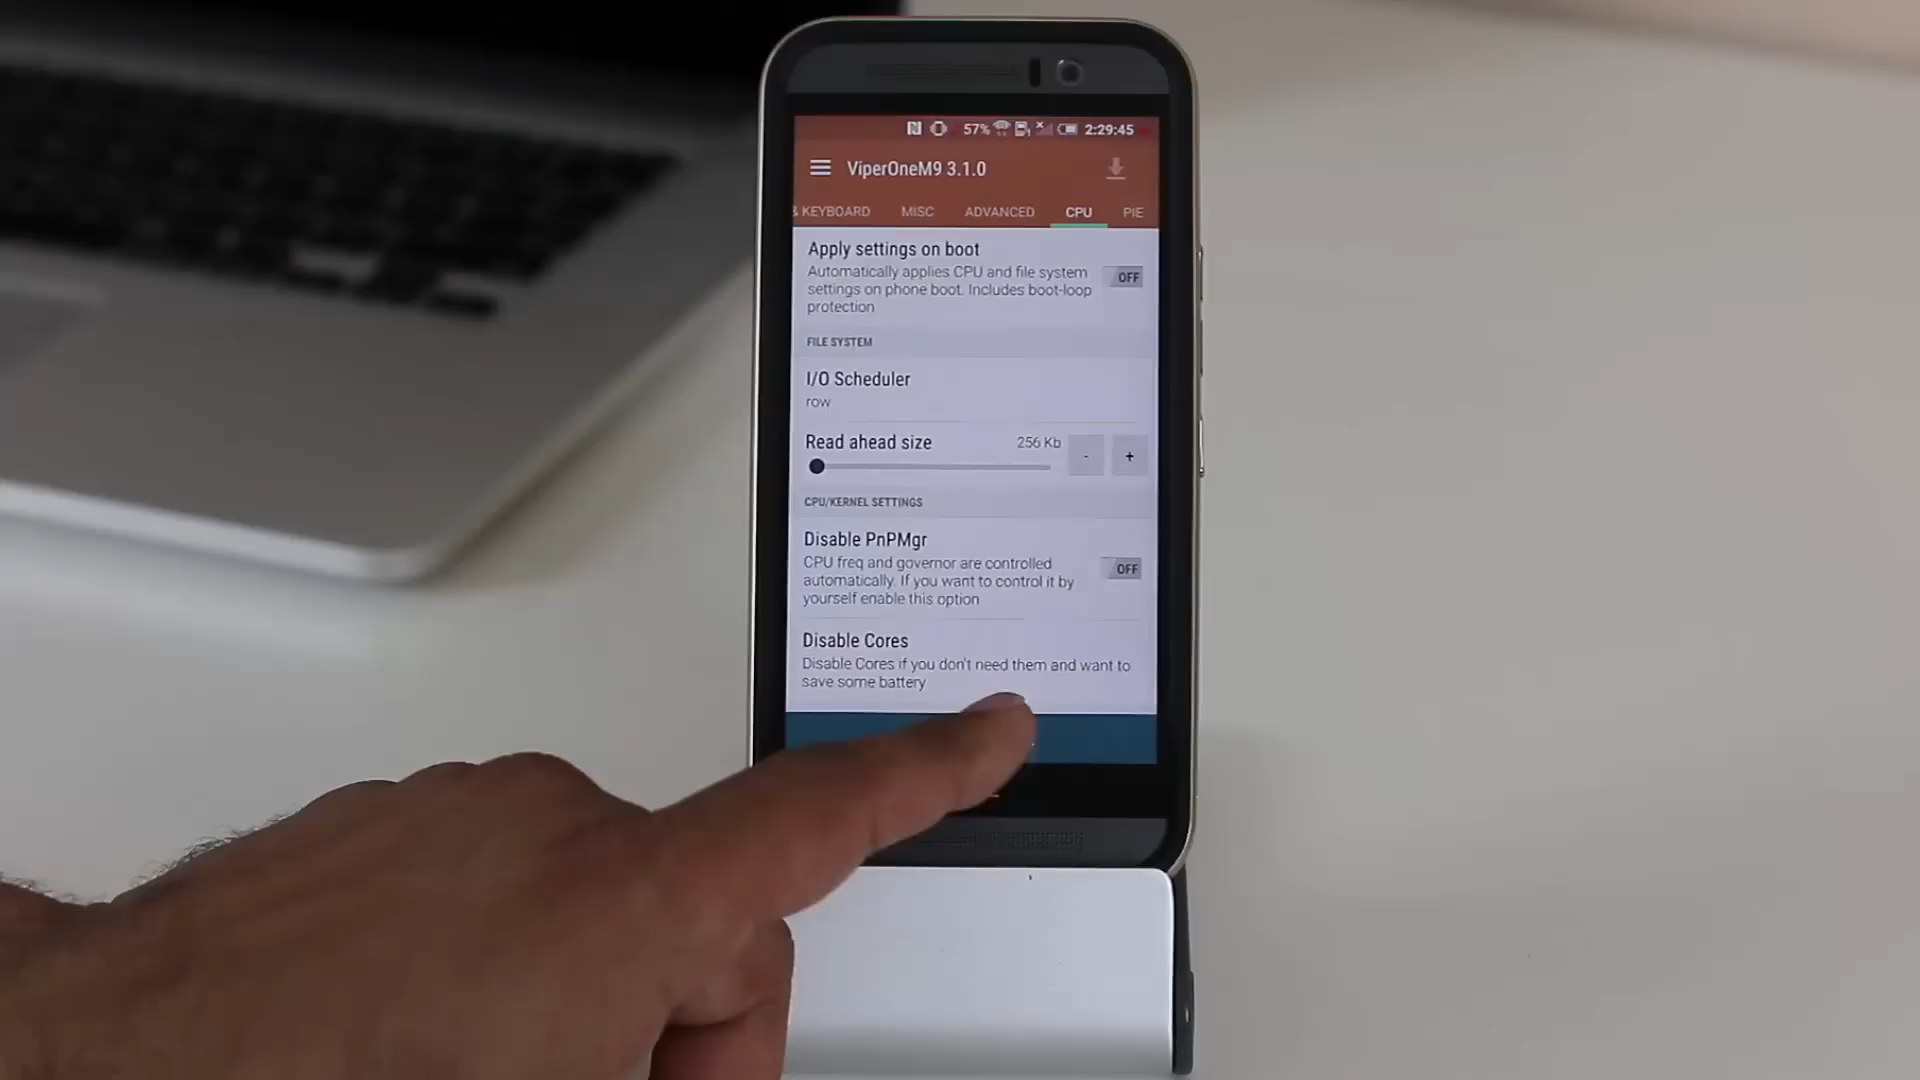 57% 2:29:45
ViperOneM9 3.1.0
& KEYBOARD MISC ADVANCED CPU PIE
Apply settings on boot
Automatically applies CPU and file system
settings on phone boot. Includes boot-loop
protection
OFF
FILE SYSTEM
I/O Scheduler
row
Read ahead size 256 Kb - +
CPU/KERNEL SETTINGS
Disable PnPMgr
CPU freq and governor are controlled
automatically. If you want to control it by
yourself enable this option
OFF
Disable Cores
Disable Cores if you don't need them and want to
save some battery